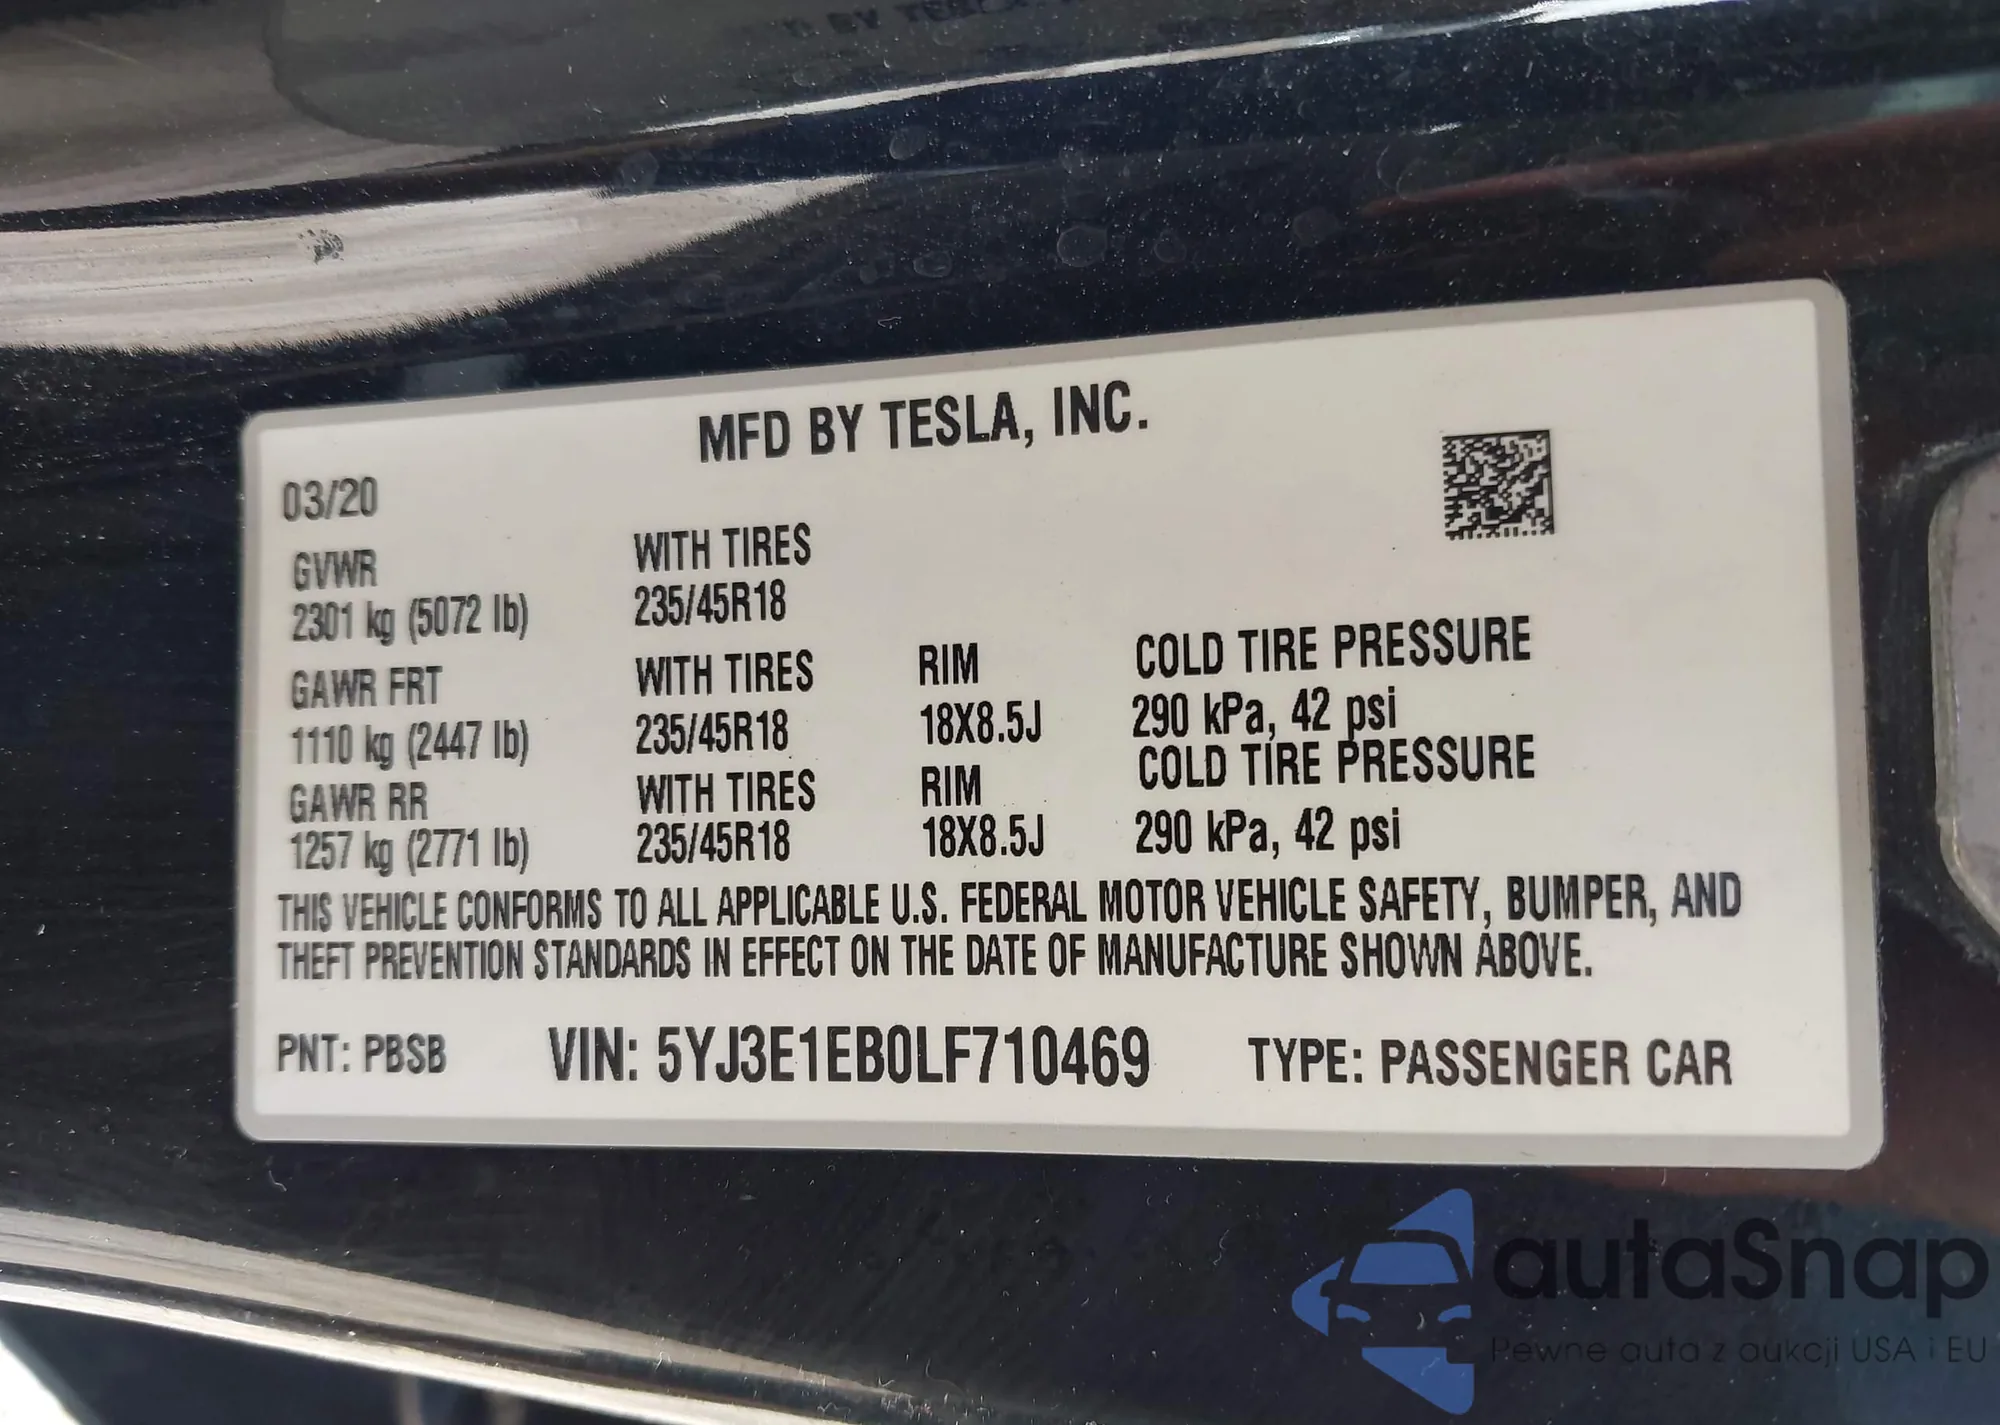 MFD BY TESLA, INC.
03/20
GVWR WITH TIRES
2301 kg (5072 lb) 235/45R18
GAWR FRT WITH TIRES RIM COLD TIRE PRESSURE
1110 kg (2447 lb) 235/45R18 18X8.5J 290 kPa, 42 psi
GAWR RR WITH TIRES RIM COLD TIRE PRESSURE
1257 kg (2771 lb) 235/45R18 18X8.5J 290 kPa, 42 psi
THIS VEHICLE CONFORMS TO ALL APPLICABLE U.S. FEDERAL MOTOR VEHICLE SAFETY, BUMPER, AND
THEFT PREVENTION STANDARDS IN EFFECT ON THE DATE OF MANUFACTURE SHOWN ABOVE.
PNT: PBSB VIN: 5YJ3E1EB0LF710469 TYPE: PASSENGER CAR
autaSnap
Pewne auta z aukcji USA i EU